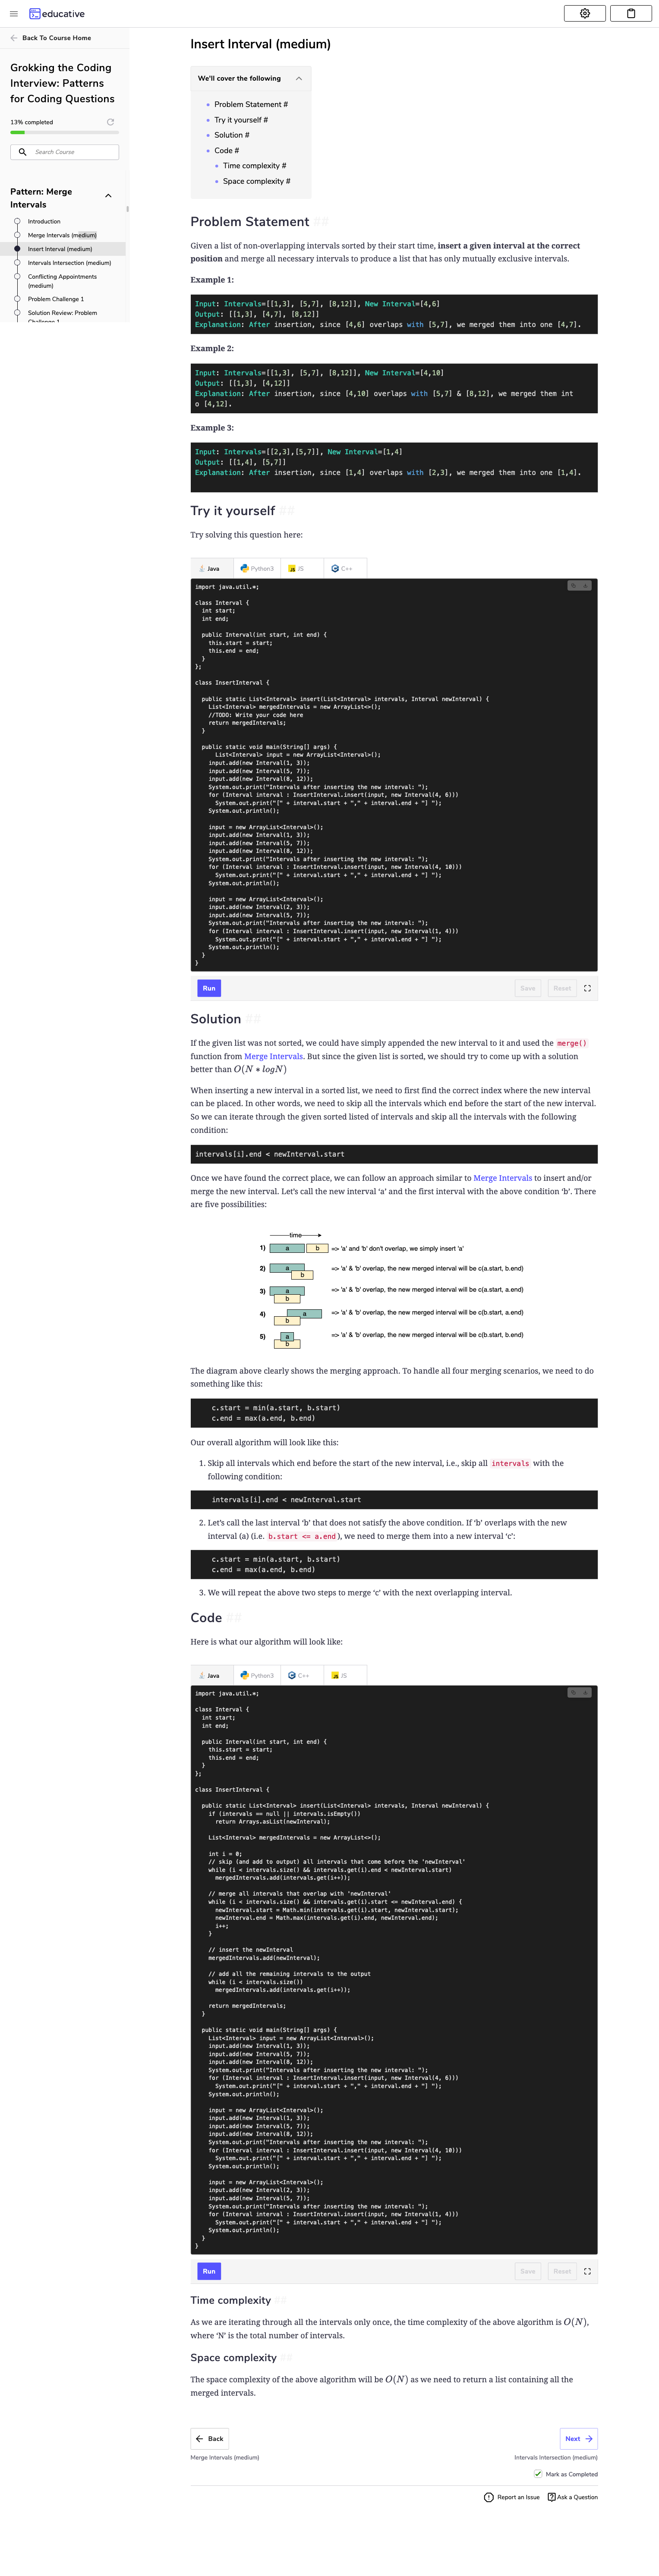 educative
Back To Course Home
Grokking the Coding
Interview: Patterns
for Coding Questions
13% completed
Search Course
Pattern: Merge
Intervals
Introduction
Merge Intervals (medium)
Insert Interval (medium)
Intervals Intersection (medium)
Conflicting Appointments
(medium)
Problem Challenge 1
Solution Review: Problem
Challenge 1
Insert Interval (medium)
We'll cover the following
Problem Statement #
Try it yourself #
Solution #
Code #
Time complexity #
Space complexity #
Problem Statement ##
Given a list of non-overlapping intervals sorted by their start time, insert a given interval at the correct
position and merge all necessary intervals to produce a list that has only mutually exclusive intervals.
Example 1:
Input: Intervals=[[1,3], [5,7], [8,12]], New Interval=[4,6]
Output: [[1,3], [4,7], [8,12]]
Explanation: After insertion, since [4,6] overlaps with [5,7], we merged them into one [4,7].
Example 2:
Input: Intervals=[[1,3], [5,7], [8,12]], New Interval=[4,10]
Output: [[1,3], [4,12]]
Explanation: After insertion, since [4,10] overlaps with [5,7] & [8,12], we merged them int
o [4,12].
Example 3:
Input: Intervals=[[2,3],[5,7]], New Interval=[1,4]
Output: [[1,4], [5,7]]
Explanation: After insertion, since [1,4] overlaps with [2,3], we merged them into one [1,4].
Try it yourself ##
Try solving this question here:
Java Python3 JS C++
import java.util.*;
class Interval {
int start;
int end;
public Interval(int start, int end) {
this.start = start;
this.end = end;
}
};
class InsertInterval {
public static List<Interval> insert(List<Interval> intervals, Interval newInterval) {
List<Interval> mergedIntervals = new ArrayList<>();
//TODO: Write your code here
return mergedIntervals;
}
public static void main(String[] args) {
List<Interval> input = new ArrayList<Interval>();
input.add(new Interval(1, 3));
input.add(new Interval(5, 7));
input.add(new Interval(8, 12));
System.out.print("Intervals after inserting the new interval: ");
for (Interval interval : InsertInterval.insert(input, new Interval(4, 6)))
System.out.print("[" + interval.start + "," + interval.end + "] ");
System.out.println();
input = new ArrayList<Interval>();
input.add(new Interval(1, 3));
input.add(new Interval(5, 7));
input.add(new Interval(8, 12));
System.out.print("Intervals after inserting the new interval: ");
for (Interval interval : InsertInterval.insert(input, new Interval(4, 10)))
System.out.print("[" + interval.start + "," + interval.end + "] ");
System.out.println();
input = new ArrayList<Interval>();
input.add(new Interval(2, 3));
input.add(new Interval(5, 7));
System.out.print("Intervals after inserting the new interval: ");
for (Interval interval : InsertInterval.insert(input, new Interval(1, 4)))
System.out.print("[" + interval.start + "," + interval.end + "] ");
System.out.println();
}
}
Run Save Reset
Solution ##
If the given list was not sorted, we could have simply appended the new interval to it and used the merge()
function from Merge Intervals. But since the given list is sorted, we should try to come up with a solution
better than O(N * logN)
When inserting a new interval in a sorted list, we need to first find the correct index where the new interval
can be placed. In other words, we need to skip all the intervals which end before the start of the new interval.
So we can iterate through the given sorted listed of intervals and skip all the intervals with the following
condition:
intervals[i].end < newInterval.start
Once we have found the correct place, we can follow an approach similar to Merge Intervals to insert and/or
merge the new interval. Let's call the new interval ‘a’ and the first interval with the above condition ‘b’. There
are five possibilities:
time
1) a b => 'a' and 'b' don't overlap, we simply insert 'a'
2) a b => 'a' & 'b' overlap, the new merged interval will be c(a.start, b.end)
3) a b => 'a' & 'b' overlap, the new merged interval will be c(a.start, a.end)
4) a b => 'a' & 'b' overlap, the new merged interval will be c(b.start, a.end)
5) a b => 'a' & 'b' overlap, the new merged interval will be c(b.start, b.end)
The diagram above clearly shows the merging approach. To handle all four merging scenarios, we need to do
something like this:
c.start = min(a.start, b.start)
c.end = max(a.end, b.end)
Our overall algorithm will look like this:
1. Skip all intervals which end before the start of the new interval, i.e., skip all intervals with the
following condition:
intervals[i].end < newInterval.start
2. Let's call the last interval ‘b’ that does not satisfy the above condition. If ‘b’ overlaps with the new
interval (a) (i.e. b.start <= a.end), we need to merge them into a new interval ‘c’:
c.start = min(a.start, b.start)
c.end = max(a.end, b.end)
3. We will repeat the above two steps to merge ‘c’ with the next overlapping interval.
Code ##
Here is what our algorithm will look like:
Java Python3 C++ JS
import java.util.*;
class Interval {
int start;
int end;
public Interval(int start, int end) {
this.start = start;
this.end = end;
}
};
class InsertInterval {
public static List<Interval> insert(List<Interval> intervals, Interval newInterval) {
if (intervals == null || intervals.isEmpty())
return Arrays.asList(newInterval);
List<Interval> mergedIntervals = new ArrayList<>();
int i = 0;
// skip (and add to output) all intervals that come before the 'newInterval'
while (i < intervals.size() && intervals.get(i).end < newInterval.start)
mergedIntervals.add(intervals.get(i++));
// merge all intervals that overlap with 'newInterval'
while (i < intervals.size() && intervals.get(i).start <= newInterval.end) {
newInterval.start = Math.min(intervals.get(i).start, newInterval.start);
newInterval.end = Math.max(intervals.get(i).end, newInterval.end);
i++;
}
// insert the newInterval
mergedIntervals.add(newInterval);
// add all the remaining intervals to the output
while (i < intervals.size())
mergedIntervals.add(intervals.get(i++));
return mergedIntervals;
}
public static void main(String[] args) {
List<Interval> input = new ArrayList<Interval>();
input.add(new Interval(1, 3));
input.add(new Interval(5, 7));
input.add(new Interval(8, 12));
System.out.print("Intervals after inserting the new interval: ");
for (Interval interval : InsertInterval.insert(input, new Interval(4, 6)))
System.out.print("[" + interval.start + "," + interval.end + "] ");
System.out.println();
input = new ArrayList<Interval>();
input.add(new Interval(1, 3));
input.add(new Interval(5, 7));
input.add(new Interval(8, 12));
System.out.print("Intervals after inserting the new interval: ");
for (Interval interval : InsertInterval.insert(input, new Interval(4, 10)))
System.out.print("[" + interval.start + "," + interval.end + "] ");
System.out.println();
input = new ArrayList<Interval>();
input.add(new Interval(2, 3));
input.add(new Interval(5, 7));
System.out.print("Intervals after inserting the new interval: ");
for (Interval interval : InsertInterval.insert(input, new Interval(1, 4)))
System.out.print("[" + interval.start + "," + interval.end + "] ");
System.out.println();
}
}
Run Save Reset
Time complexity ##
As we are iterating through all the intervals only once, the time complexity of the above algorithm is O(N),
where ‘N’ is the total number of intervals.
Space complexity ##
The space complexity of the above algorithm will be O(N) as we need to return a list containing all the
merged intervals.
Back Next
Merge Intervals (medium) Intervals Intersection (medium)
Mark as Completed
Report an Issue Ask a Question